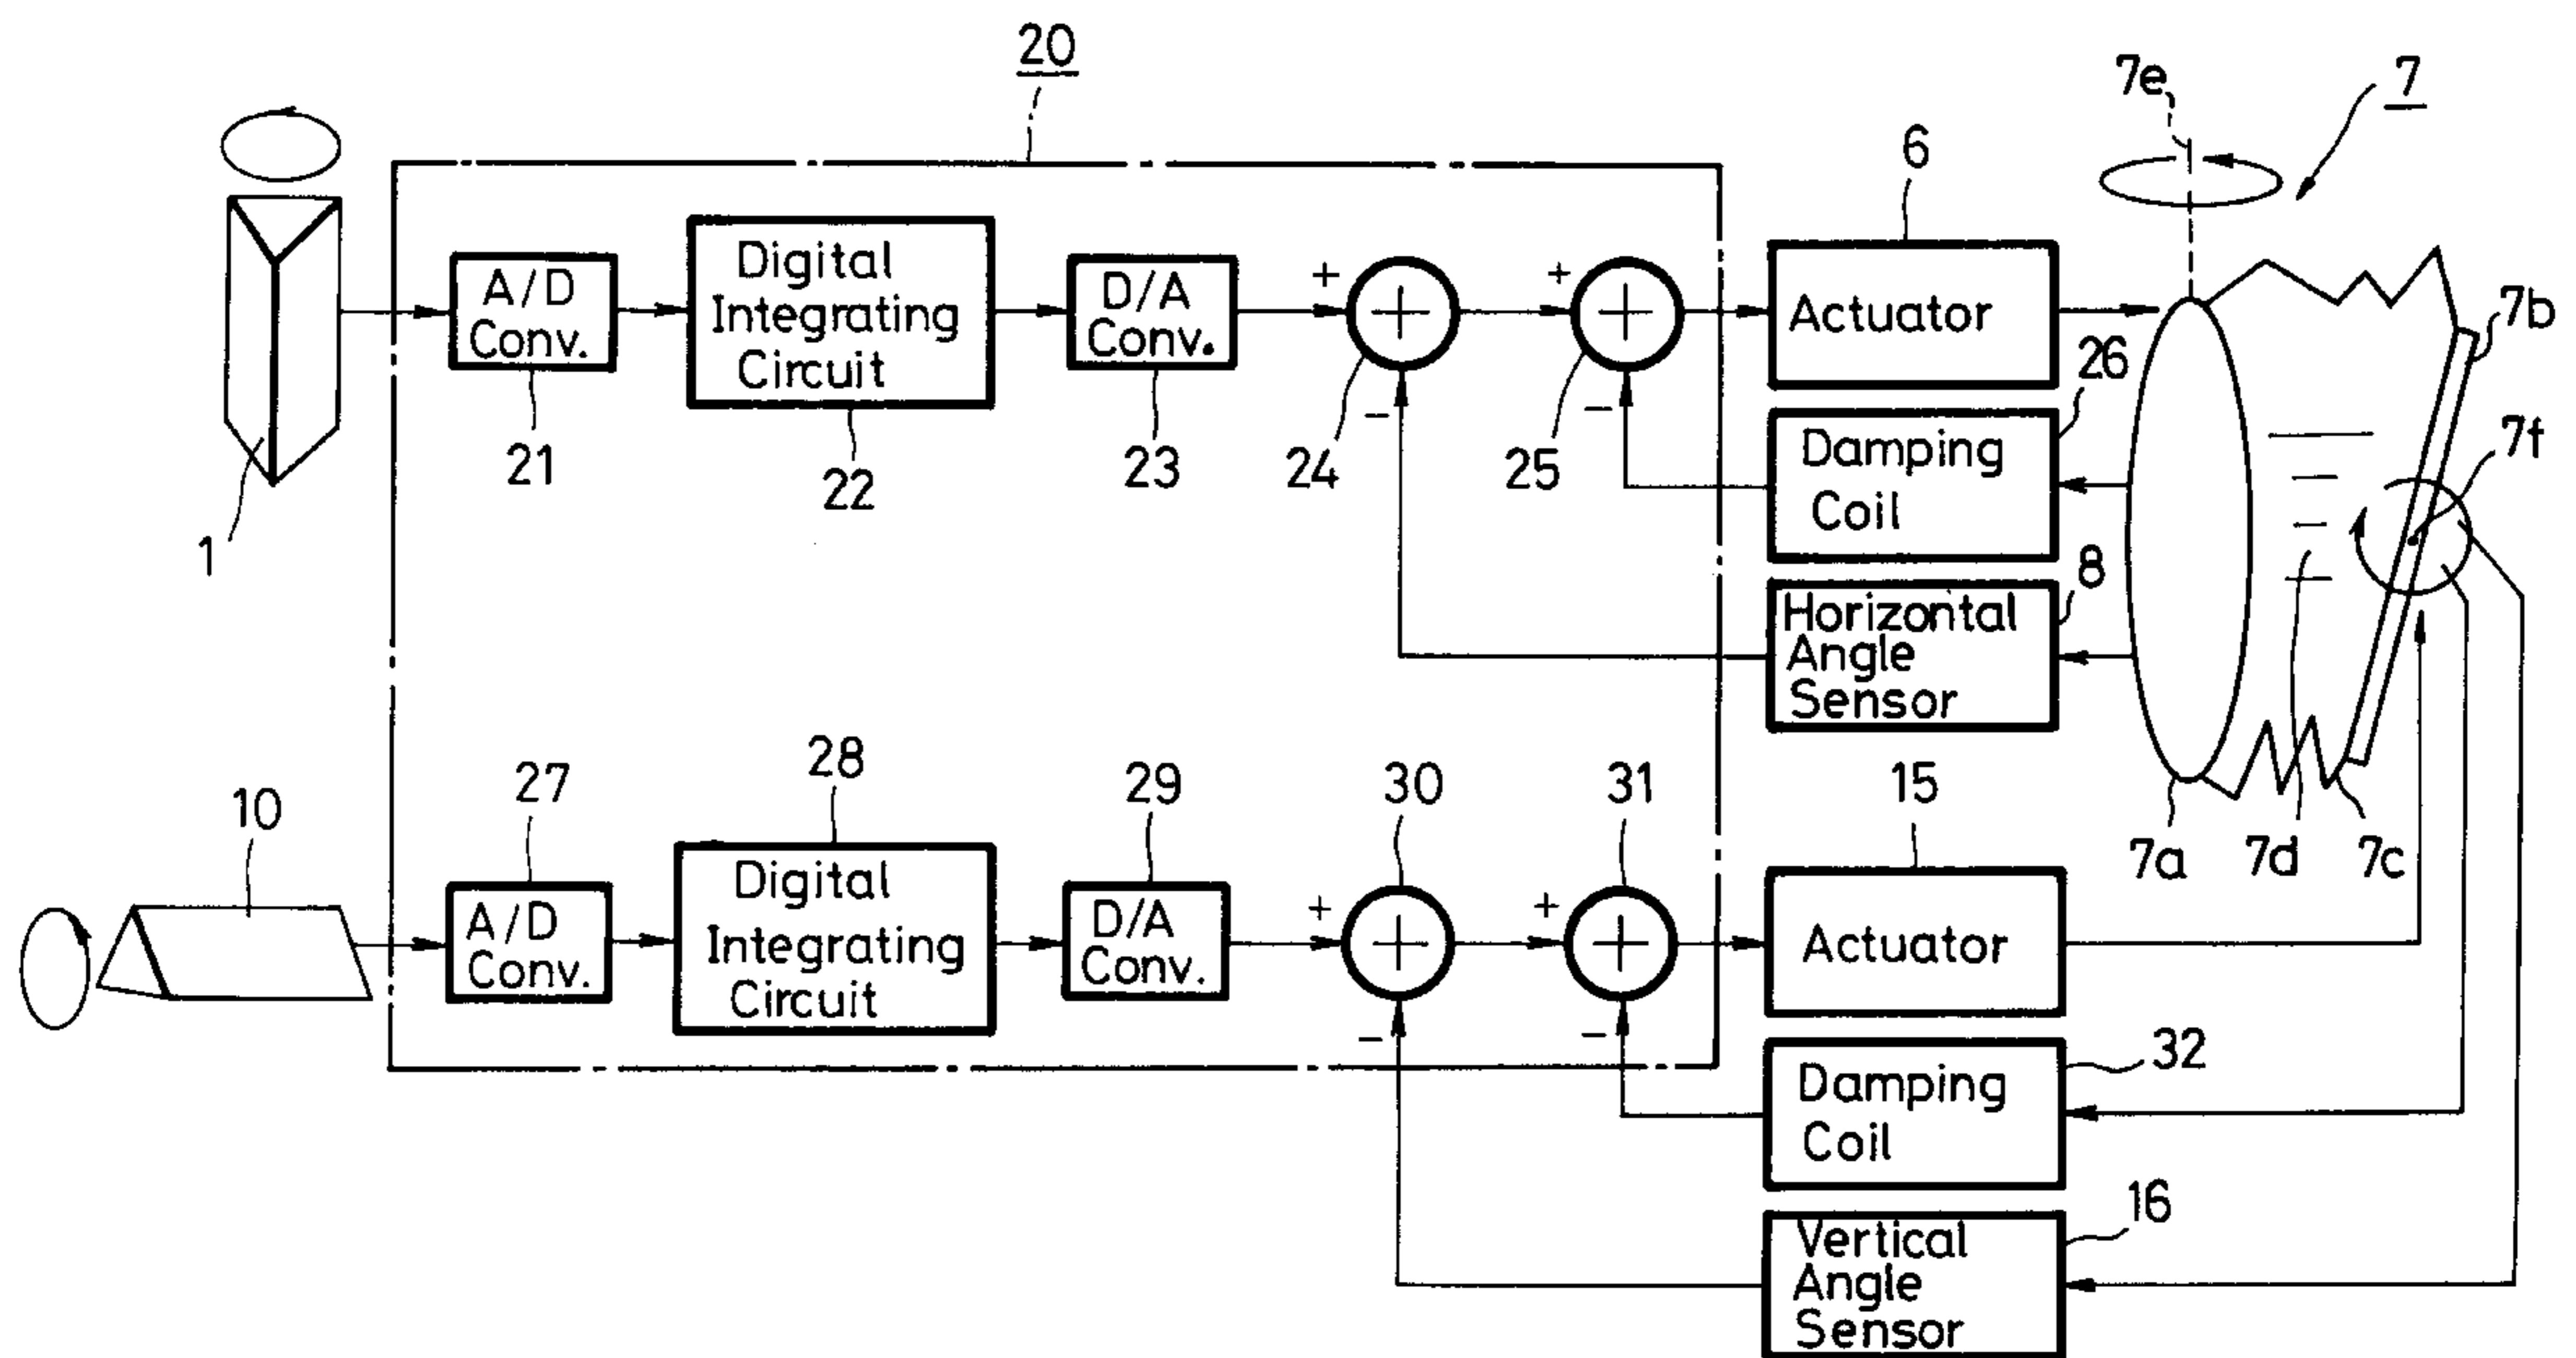 20
7e
7
6
A/D
Conv.
Digital
Integrating
Circuit
D/A
Conv.
+
+
Actuator
7b
26
1
21
22
23
24
-
25
-
Damping
Coil
7f
8
Horizontal
Angle
Sensor
10
27
28
29
30
31
15
7a
7d
7c
A/D
Conv.
Digital
Integrating
Circuit
D/A
Conv.
+
+
Actuator
-
-
32
Damping
Coil
16
Vertical
Angle
Sensor